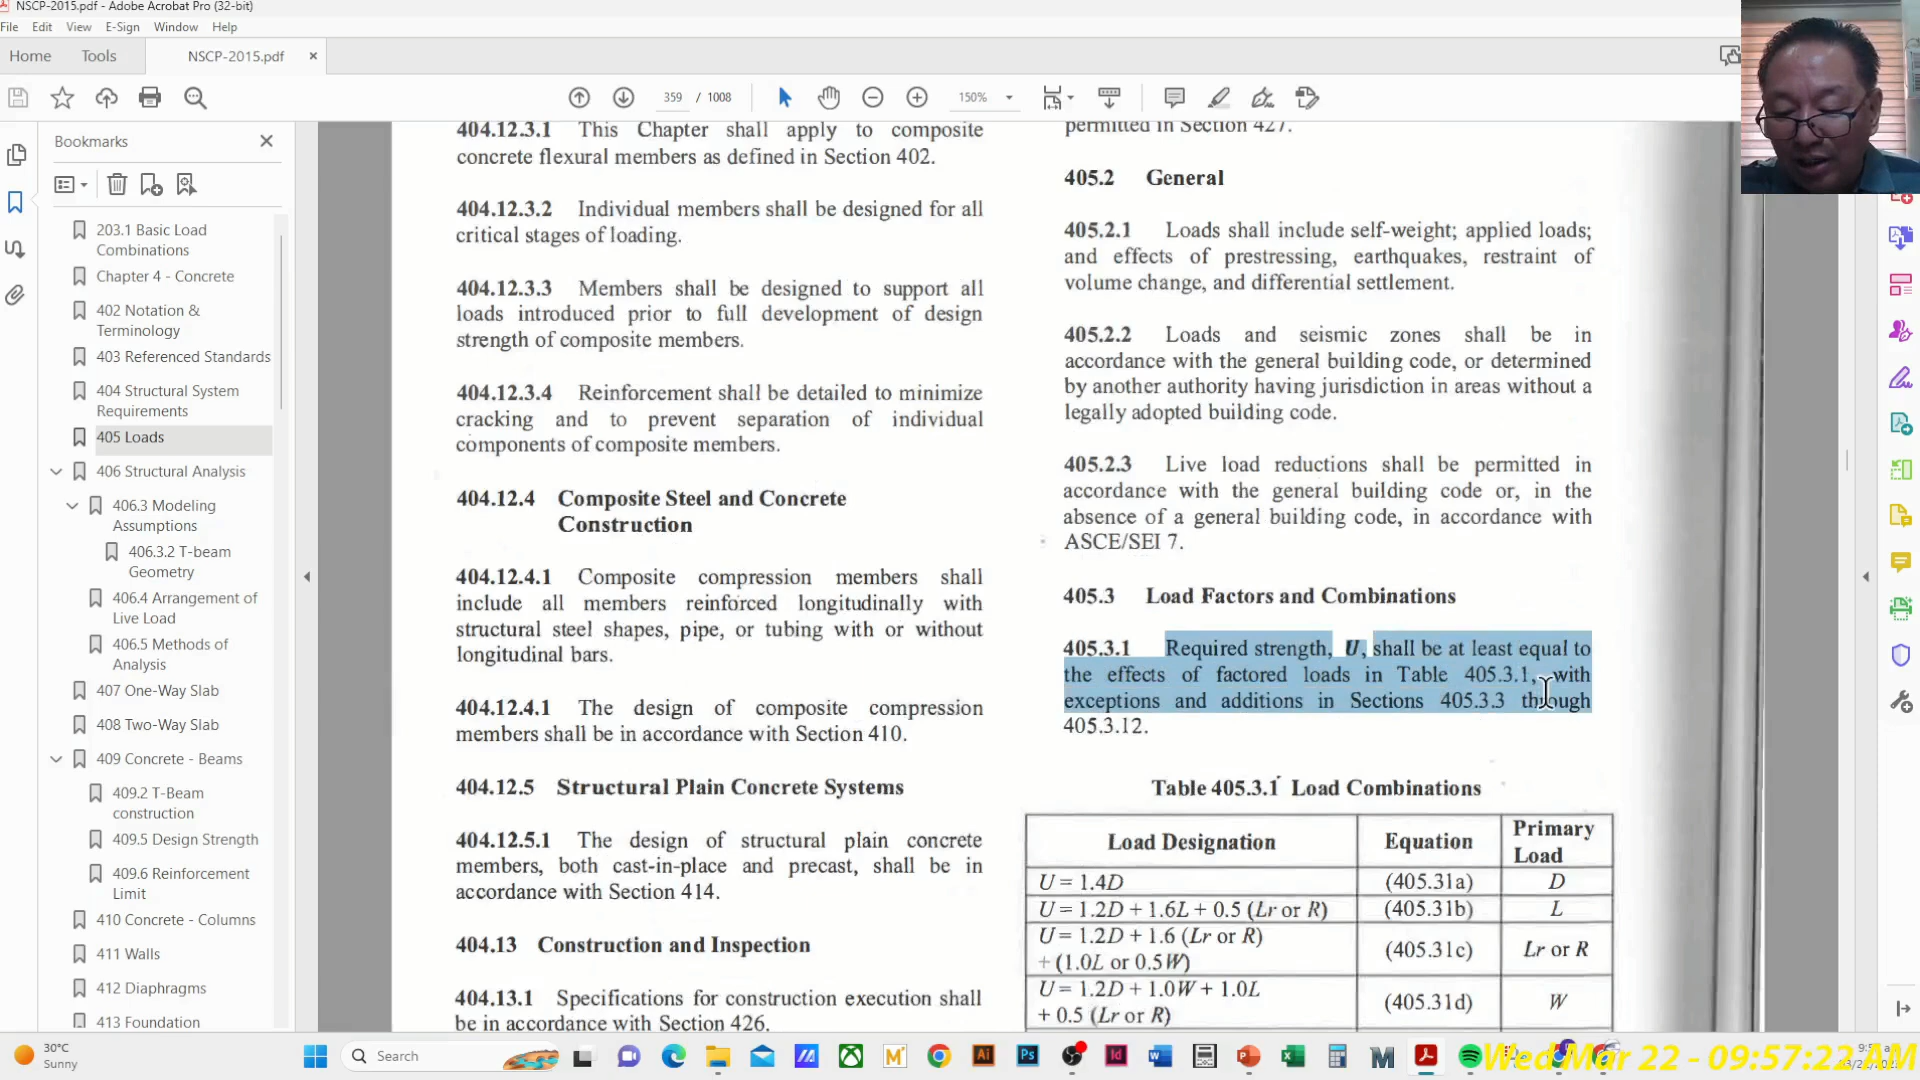 NSCP-2015.pdf - Adobe Acrobat Pro (32-bit)
File Edit View E-Sign Window Help
Home Tools NSCP-2015.pdf ×
359 / 1008 150%
Bookmarks
203.1 Basic Load
Combinations
Chapter 4 - Concrete
402 Notation &
Terminology
403 Referenced Standards
404 Structural System
Requirements
405 Loads
406 Structural Analysis
406.3 Modeling
Assumptions
406.3.2 T-beam
Geometry
406.4 Arrangement of
Live Load
406.5 Methods of
Analysis
407 One-Way Slab
408 Two-Way Slab
409 Concrete - Beams
409.2 T-Beam
construction
409.5 Design Strength
409.6 Reinforcement
Limit
410 Concrete - Columns
411 Walls
412 Diaphragms
413 Foundation
404.12.3.1 This Chapter shall apply to composite
concrete flexural members as defined in Section 402.
404.12.3.2 Individual members shall be designed for all
critical stages of loading.
404.12.3.3 Members shall be designed to support all
loads introduced prior to full development of design
strength of composite members.
404.12.3.4 Reinforcement shall be detailed to minimize
cracking and to prevent separation of individual
components of composite members.
404.12.4 Composite Steel and Concrete
Construction
404.12.4.1 Composite compression members shall
include all members reinforced longitudinally with
structural steel shapes, pipe, or tubing with or without
longitudinal bars.
404.12.4.1 The design of composite compression
members shall be in accordance with Section 410.
404.12.5 Structural Plain Concrete Systems
404.12.5.1 The design of structural plain concrete
members, both cast-in-place and precast, shall be in
accordance with Section 414.
404.13 Construction and Inspection
404.13.1 Specifications for construction execution shall
be in accordance with Section 426.
permitted in Section 427.
405.2 General
405.2.1 Loads shall include self-weight; applied loads;
and effects of prestressing, earthquakes, restraint of
volume change, and differential settlement.
405.2.2 Loads and seismic zones shall be in
accordance with the general building code, or determined
by another authority having jurisdiction in areas without a
legally adopted building code.
405.2.3 Live load reductions shall be permitted in
accordance with the general building code or, in the
absence of a general building code, in accordance with
ASCE/SEI 7.
405.3 Load Factors and Combinations
405.3.1 Required strength, U, shall be at least equal to
the effects of factored loads in Table 405.3.1, with
exceptions and additions in Sections 405.3.3 through
405.3.12.
Table 405.3.1 Load Combinations
Load Designation Equation Primary
Load
U = 1.4D (405.31a) D
U = 1.2D + 1.6L + 0.5 (Lr or R) (405.31b) L
U = 1.2D + 1.6 (Lr or R)
+ (1.0L or 0.5W) (405.31c) Lr or R
U = 1.2D + 1.0W + 1.0L
+ 0.5 (Lr or R) (405.31d) W
30°C
Sunny
Search
Wed Mar 22 - 09:57:22 AM